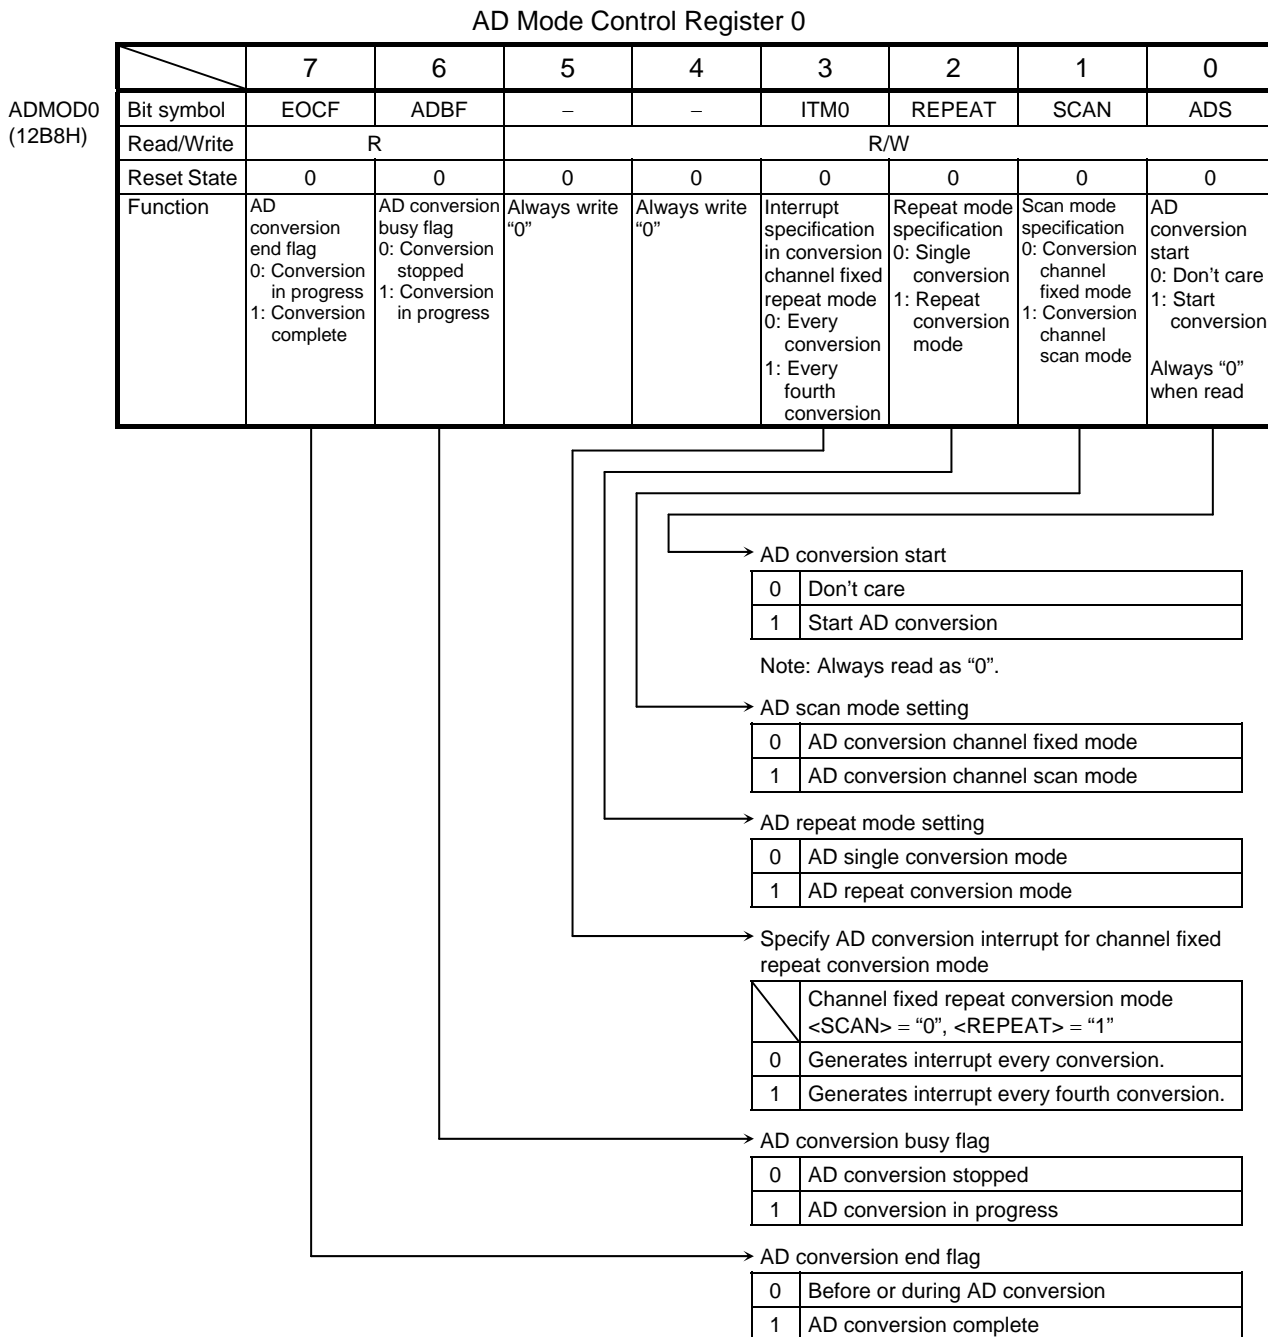 AD Mode Control Register 0
7 6 5 4 3 2 1 0
ADMOD0
(12B8H)
Bit symbol EOCF ADBF − − ITM0 REPEAT SCAN ADS
Read/Write R R/W
Reset State 0 0 0 0 0 0 0 0
Function
AD
conversion
end flag
0: Conversion
in progress
1: Conversion
complete
AD conversion
busy flag
0: Conversion
stopped
1: Conversion
in progress
Always write
“0”
Always write
“0”
Interrupt
specification
in conversion
channel fixed
repeat mode
0: Every
conversion
1: Every
fourth
conversion
Repeat mode
specification
0: Single
conversion
1: Repeat
conversion
mode
Scan mode
specification
0: Conversion
channel
fixed mode
1: Conversion
channel
scan mode
AD
conversion
start
0: Don’t care
1: Start
conversion
Always “0”
when read
AD conversion start
0 Don’t care
1 Start AD conversion
Note: Always read as “0”.
AD scan mode setting
0 AD conversion channel fixed mode
1 AD conversion channel scan mode
AD repeat mode setting
0 AD single conversion mode
1 AD repeat conversion mode
Specify AD conversion interrupt for channel fixed
repeat conversion mode
Channel fixed repeat conversion mode
<SCAN> = “0”, <REPEAT> = “1”
0 Generates interrupt every conversion.
1 Generates interrupt every fourth conversion.
AD conversion busy flag
0 AD conversion stopped
1 AD conversion in progress
AD conversion end flag
0 Before or during AD conversion
1 AD conversion complete